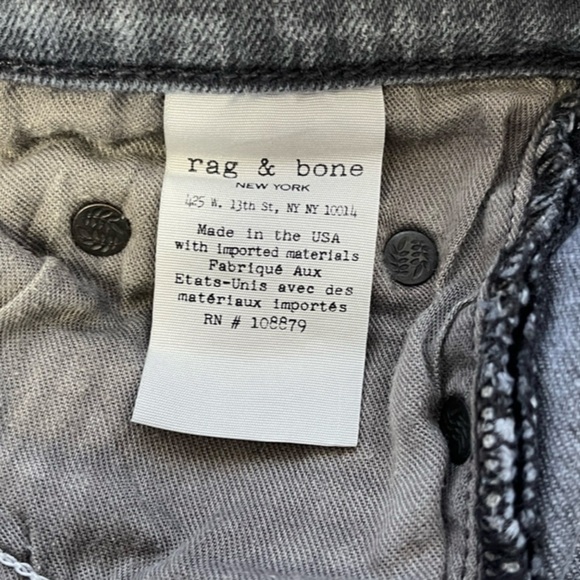 rag & bone
NEW YORK
425 W. 13th St, NY NY 10014
Made in the USA
with imported materials
Fabriqué Aux
Etats-Unis avec des
matériaux importés
RN # 108879